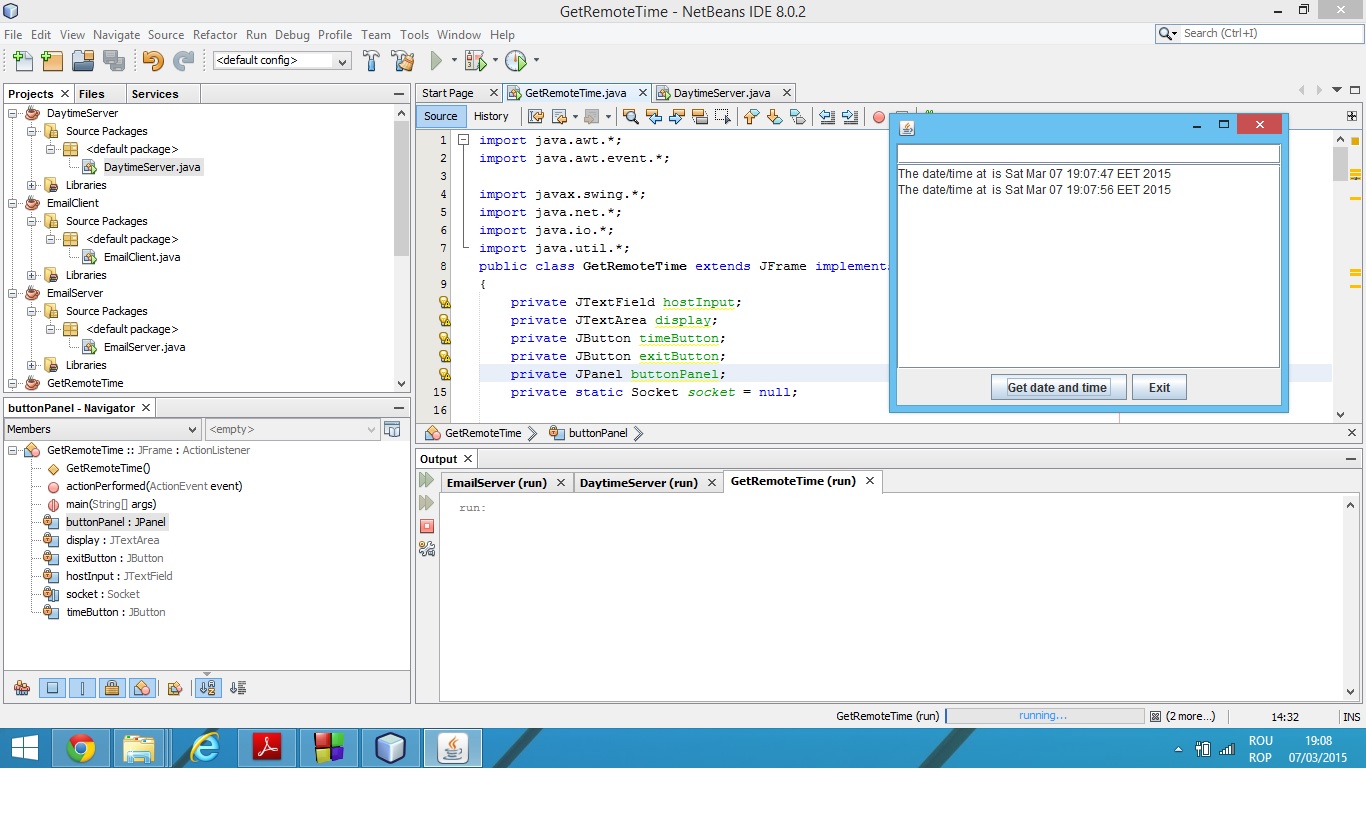 GetRemoteTime - NetBeans IDE 8.0.2
File Edit View Navigate Source Refactor Run Debug Profile Team Tools Window Help
Search (Ctrl+I)
<default config>
Projects Files Services
DaytimeServer
Source Packages
<default package>
DaytimeServer.java
Libraries
EmailClient
Source Packages
<default package>
EmailClient.java
Libraries
EmailServer
Source Packages
<default package>
EmailServer.java
Libraries
GetRemoteTime
buttonPanel - Navigator
Members
<empty>
GetRemoteTime :: JFrame : ActionListener
GetRemoteTime()
actionPerformed(ActionEvent event)
main(String[] args)
buttonPanel : JPanel
display : JTextArea
exitButton : JButton
hostInput : JTextField
socket : Socket
timeButton : JButton
Start Page GetRemoteTime.java DaytimeServer.java
Source History
1 import java.awt.*;
2 import java.awt.event.*;
3
4 import javax.swing.*;
5 import java.net.*;
6 import java.io.*;
7 import java.util.*;
8 public class GetRemoteTime extends JFrame implement
9 {
private JTextField hostInput;
private JTextArea display;
private JButton timeButton;
private JButton exitButton;
private JPanel buttonPanel;
15 private static Socket socket = null;
16
GetRemoteTime buttonPanel
The date/time at is Sat Mar 07 19:07:47 EET 2015
The date/time at is Sat Mar 07 19:07:56 EET 2015
Get date and time Exit
Output
EmailServer (run) DaytimeServer (run) GetRemoteTime (run)
run:
GetRemoteTime (run) running... (2 more...) 14:32 INS
ROU 19:08
ROP 07/03/2015